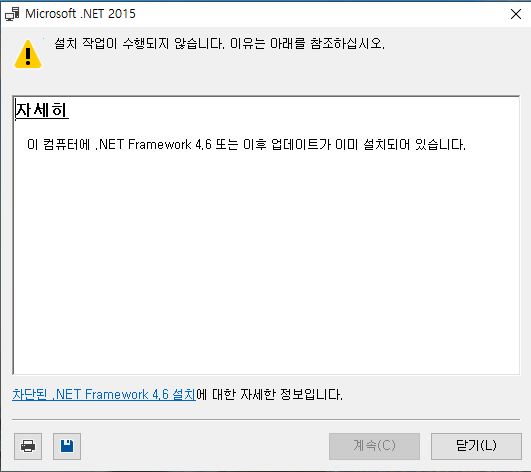 Microsoft .NET 2015
설치 작업이 수행되지 않습니다. 이유는 아래를 참조하십시오.
자세히
이 컴퓨터에 .NET Framework 4.6 또는 이후 업데이트가 이미 설치되어 있습니다.
차단된 .NET Framework 4.6 설치에 대한 자세한 정보입니다.
계속(C)
닫기(L)